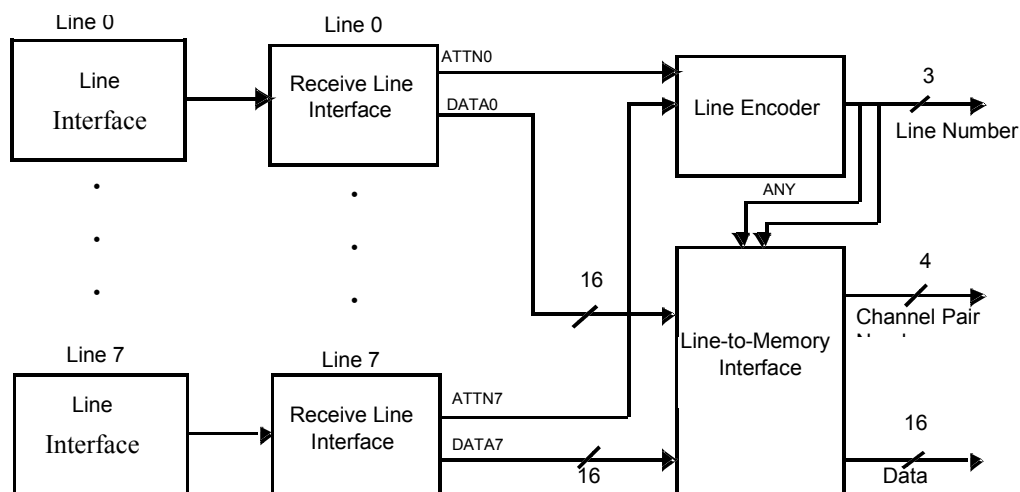 Line 0
Line 0
Line
Interface
Receive Line
Interface
ATTN0
DATA0
Line Encoder
3
Line Number
ANY
16
4
Channel Pair
Line-to-Memory
Interface
Line 7
Line 7
Line
Interface
Receive Line
Interface
ATTN7
DATA7
16
16
Data